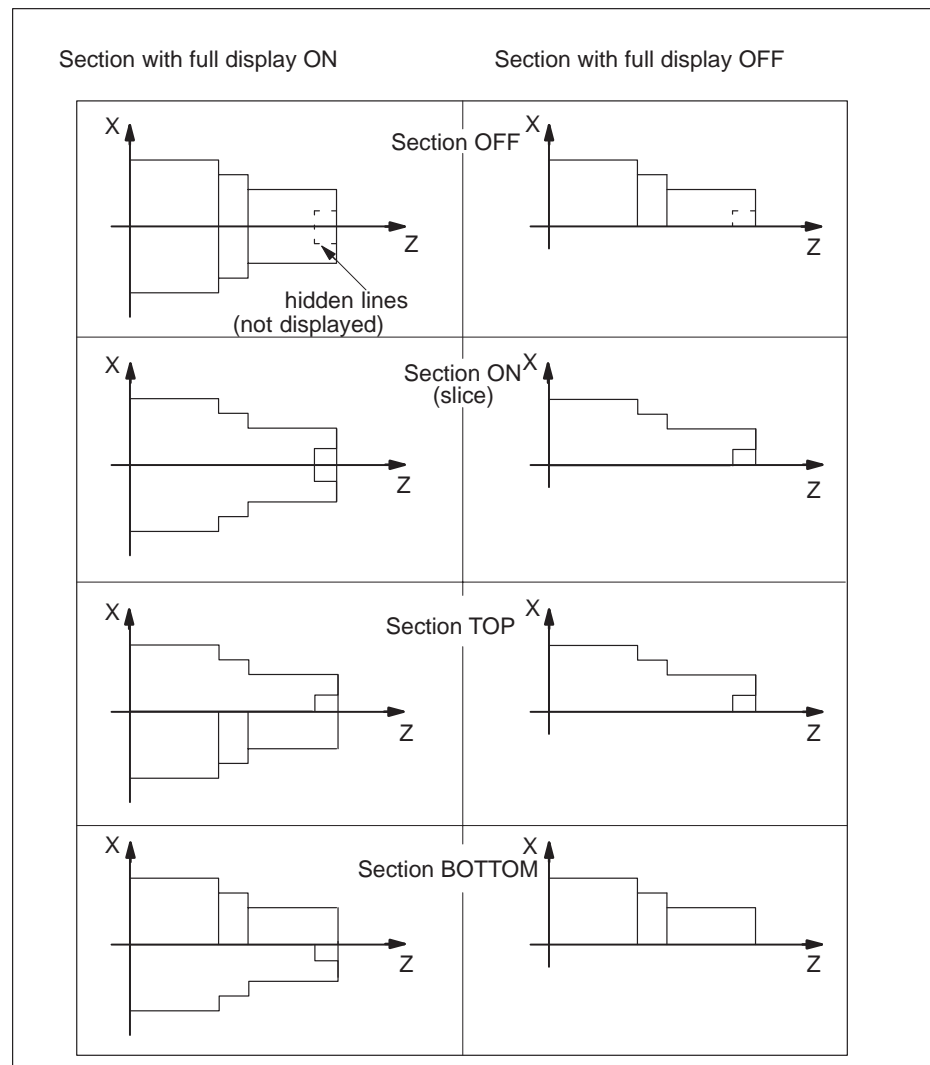 Section with full display ON
Section with full display OFF
X
Section OFF
X
Z
Z
hidden lines
(not displayed)
X
Section ON
(slice)
X
Z
Z
X
Section TOP
X
Z
Z
X
Section BOTTOM
X
Z
Z